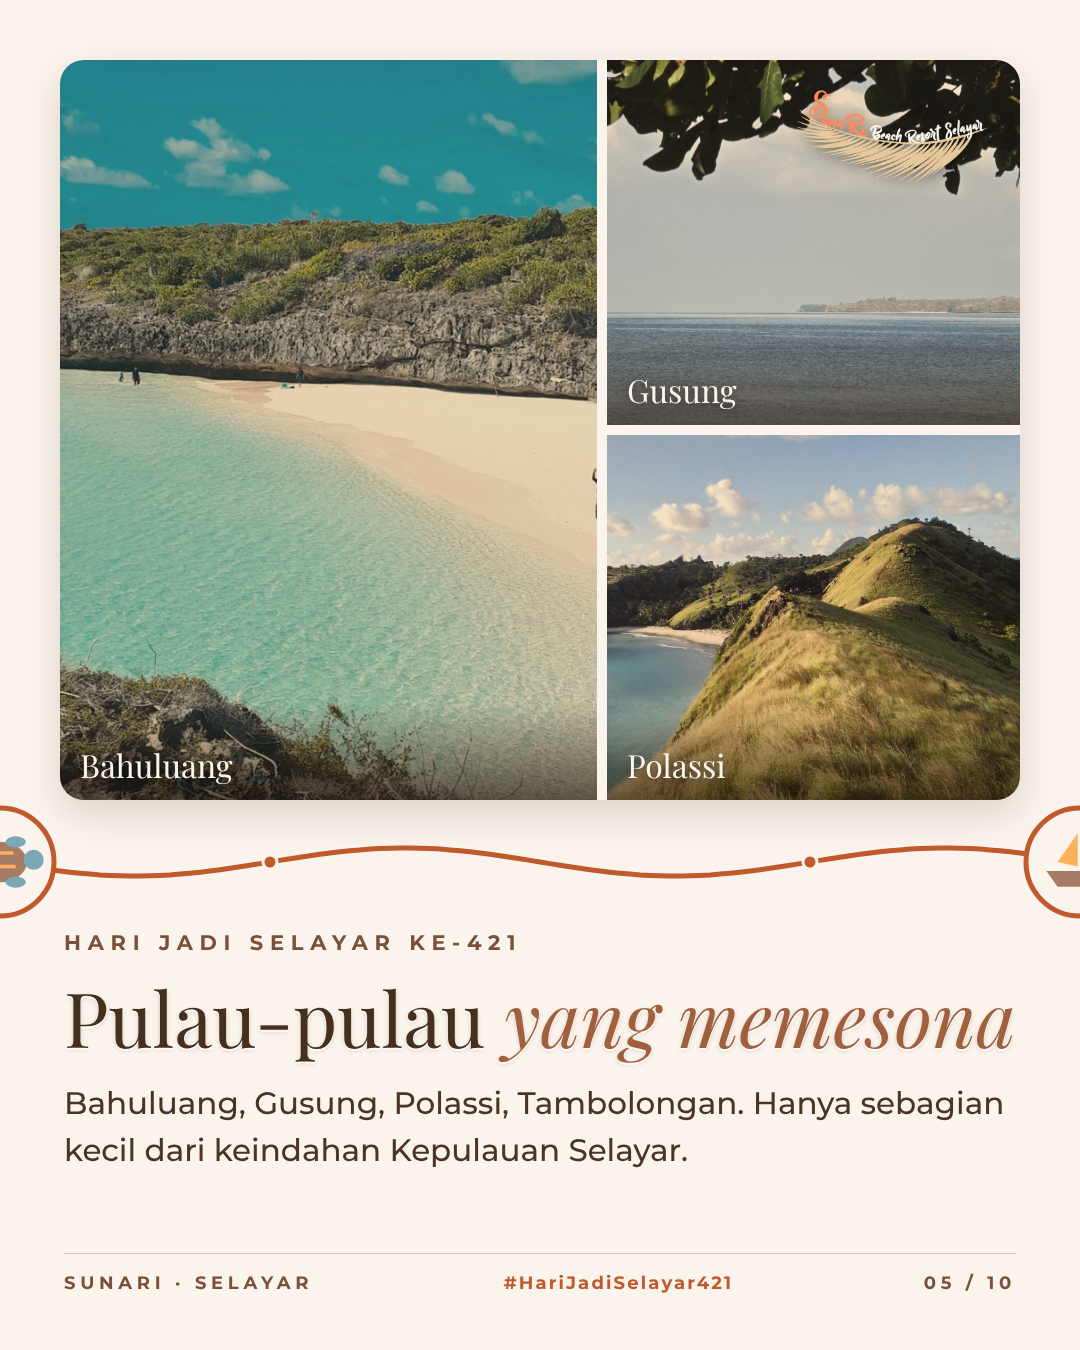 SunaRi Beach Resort Selayar
Gusung
Bahuluang
Polassi
HARI JADI SELAYAR KE-421
Pulau-pulau yang memesona
Bahuluang, Gusung, Polassi, Tambolongan. Hanya sebagian
kecil dari keindahan Kepulauan Selayar.
SUNARI · SELAYAR
#HariJadiSelayar421
05 / 10